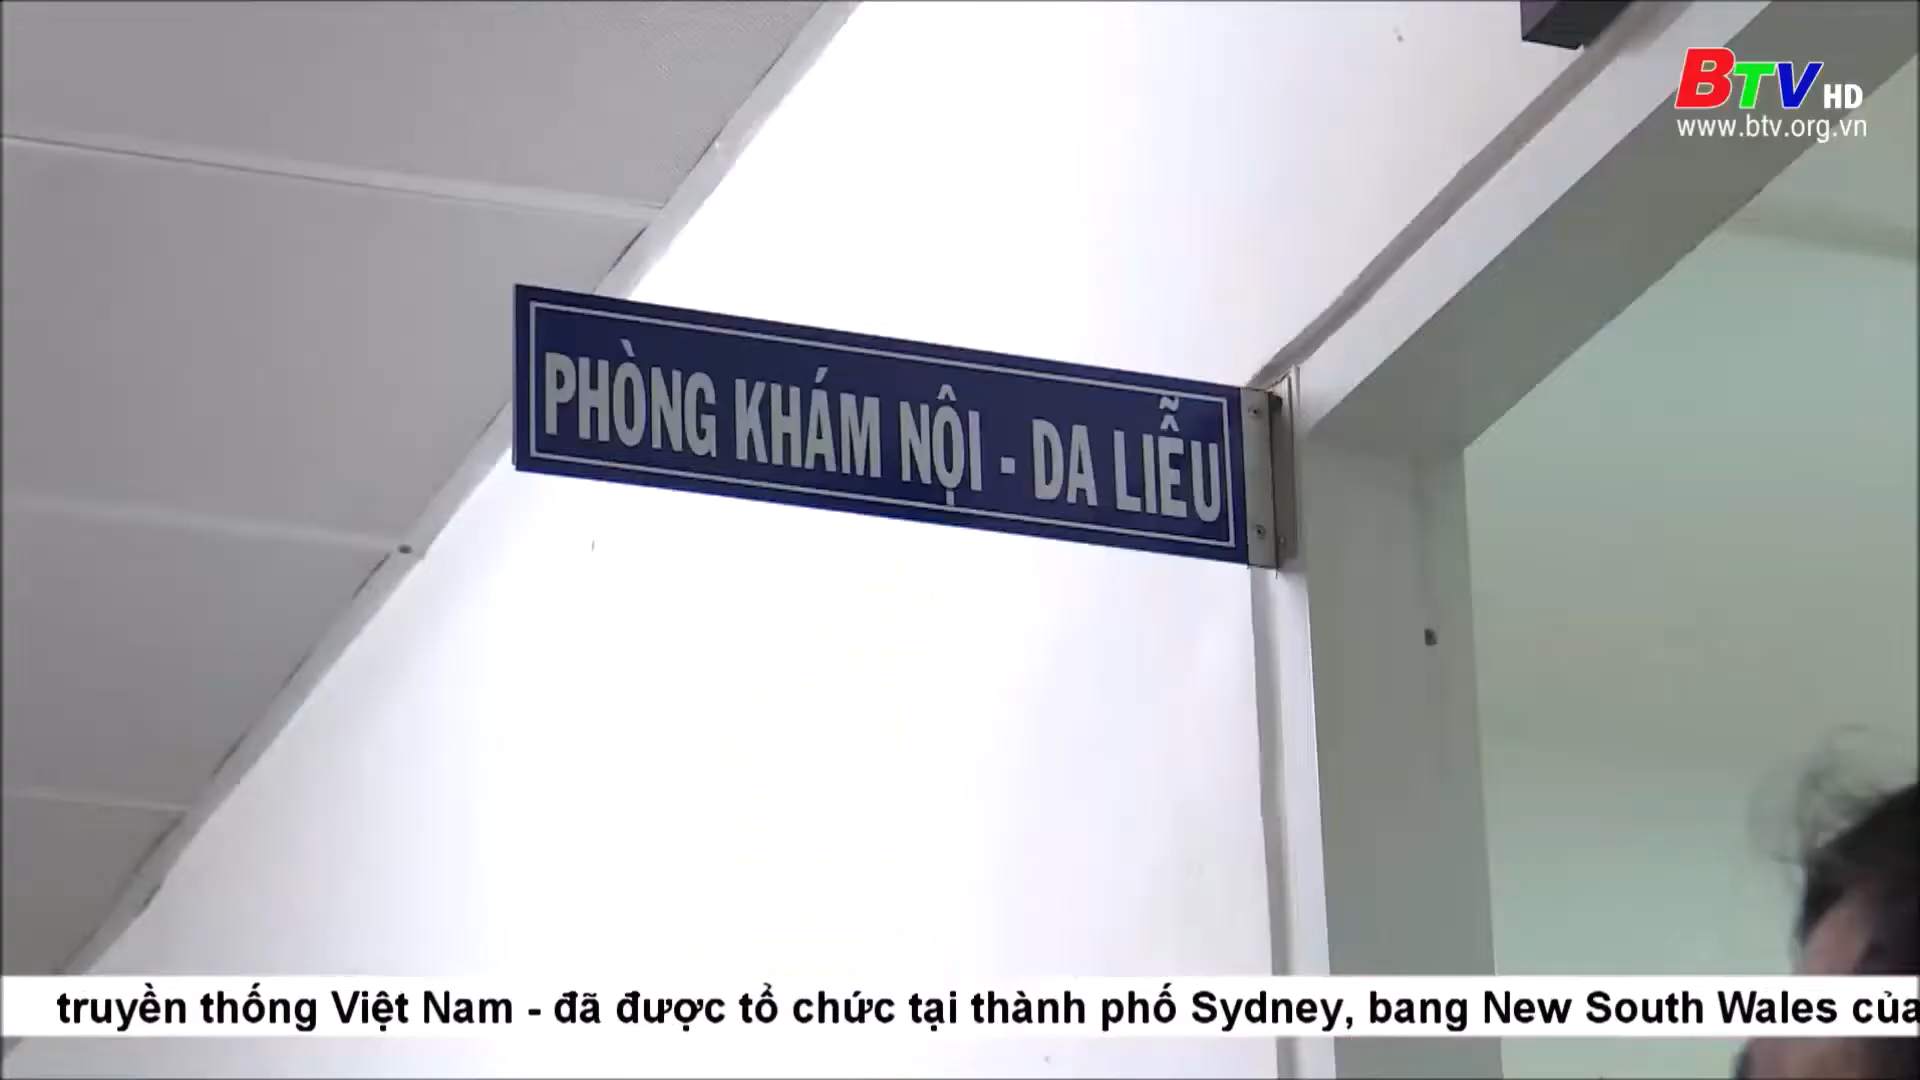 BTV HD
www.btv.org.vn
PHÒNG KHÁM NỘI - DA LIỄU
truyền thống Việt Nam - đã được tổ chức tại thành phố Sydney, bang New South Wales của